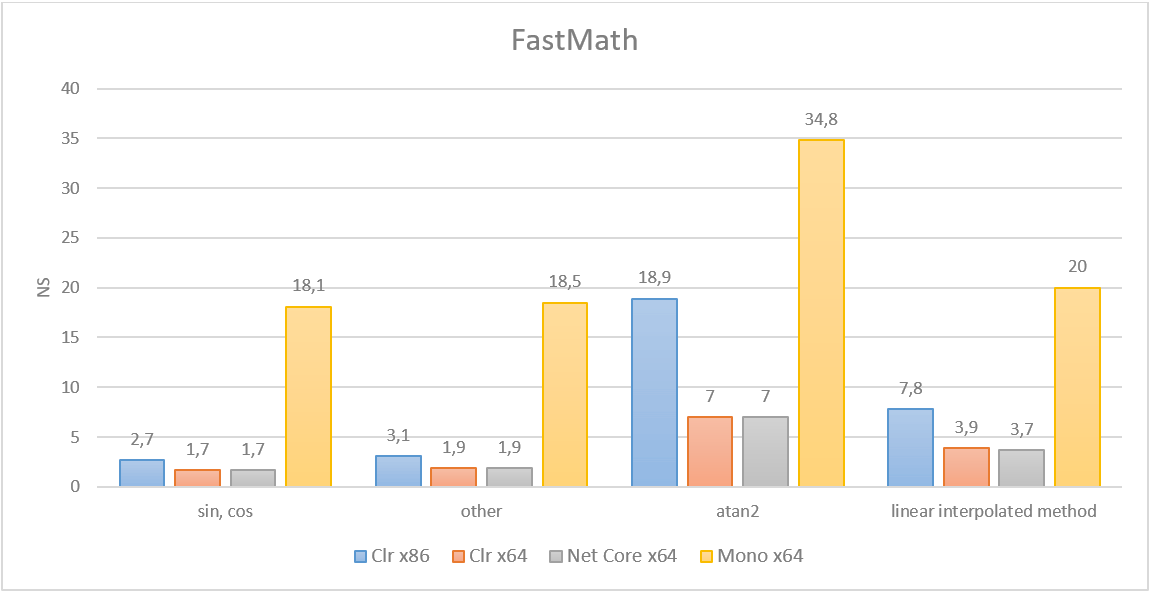 FastMath
40
35
30
25
20
15
10
5
0
NS
2,7 1,7 1,7 18,1
3,1 1,9 1,9 18,5
18,9 7 7 34,8
7,8 3,9 3,7 20
sin, cos other atan2 linear interpolated method
Clr x86 Clr x64 Net Core x64 Mono x64